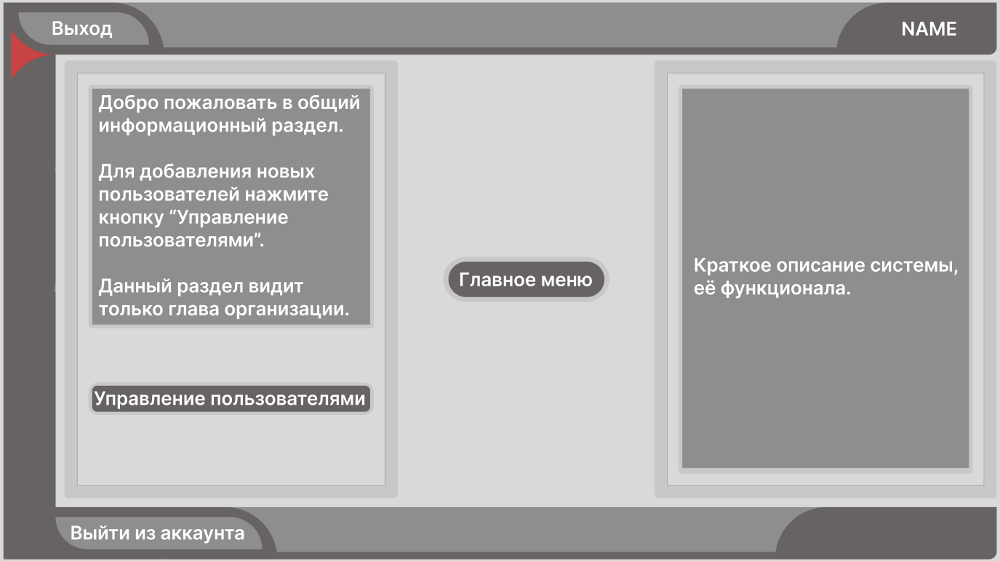 Выход
NAME
Добро пожаловать в общий
информационный раздел.
Для добавления новых
пользователей нажмите
кнопку “Управление
пользователями”.
Данный раздел видит
только глава организации.
Управление пользователями
Главное меню
Краткое описание системы,
её функционала.
Выйти из аккаунта